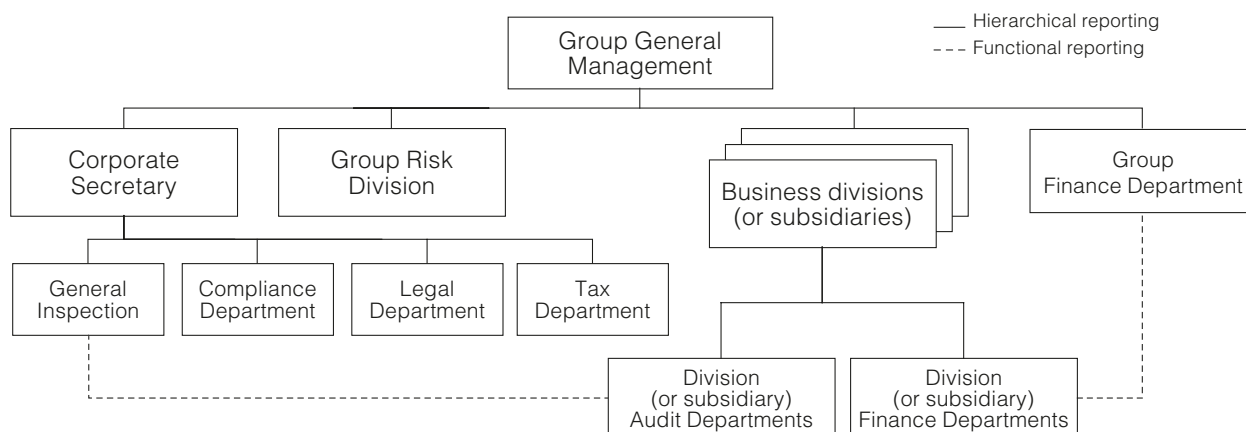 Group General
Management
Hierarchical reporting
Functional reporting
Corporate
Secretary
Group Risk
Division
Business divisions
(or subsidiaries)
Group
Finance Department
General
Inspection
Compliance
Department
Legal
Department
Tax
Department
Division
(or subsidiary)
Audit Departments
Division
(or subsidiary)
Finance Departments